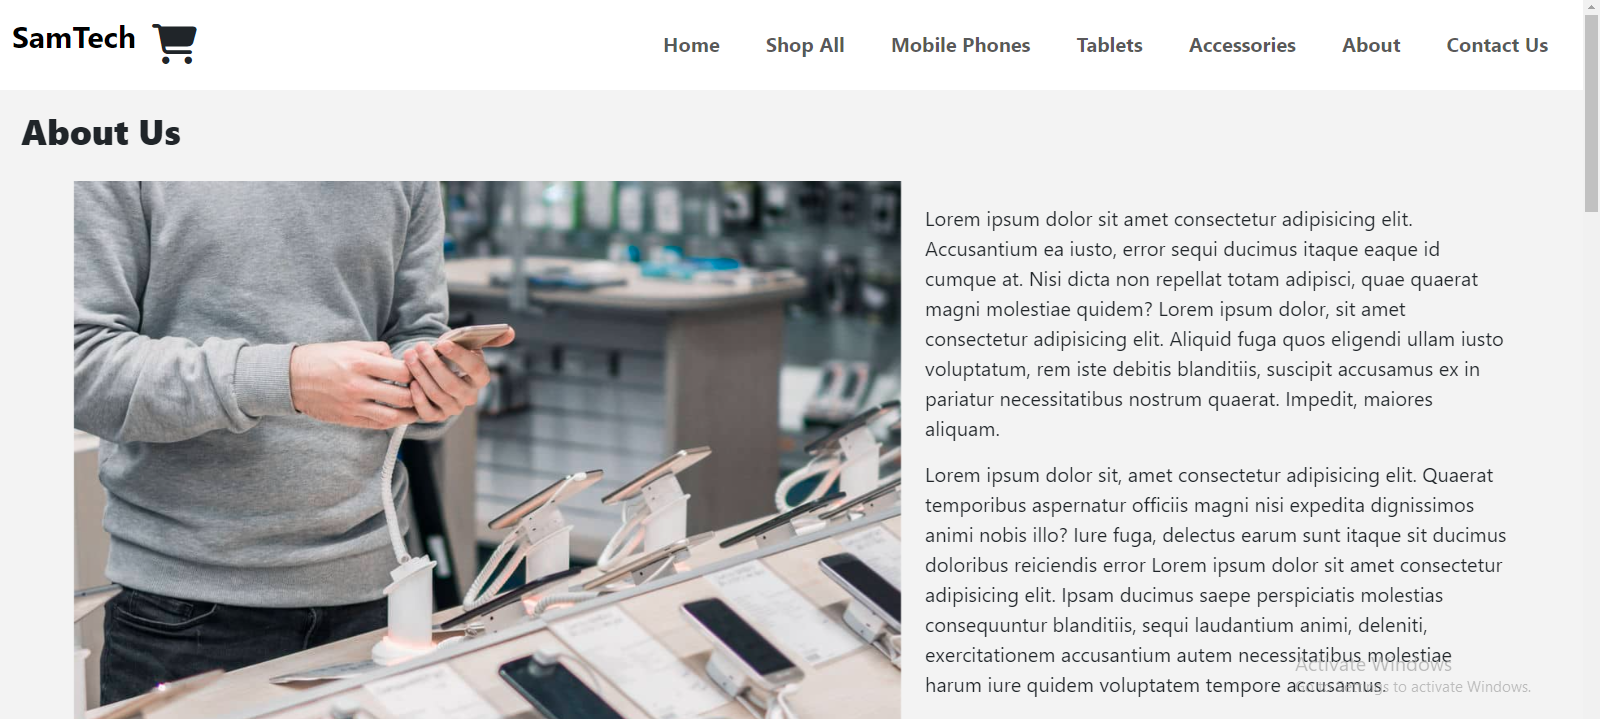 SamTech
Home Shop All Mobile Phones Tablets Accessories About Contact Us
About Us
Lorem ipsum dolor sit amet consectetur adipisicing elit.
Accusantium ea iusto, error sequi ducimus itaque eaque id
cumque at. Nisi dicta non repellat totam adipisci, quae quaerat
magni molestiae quidem? Lorem ipsum dolor, sit amet
consectetur adipisicing elit. Aliquid fuga quos eligendi ullam iusto
voluptatum, rem iste debitis blanditiis, suscipit accusamus ex in
pariatur necessitatibus nostrum quaerat. Impedit, maiores
aliquam.
Lorem ipsum dolor sit, amet consectetur adipisicing elit. Quaerat
temporibus aspernatur officiis magni nisi expedita dignissimos
animi nobis illo? Iure fuga, delectus earum sunt itaque sit ducimus
doloribus reiciendis error Lorem ipsum dolor sit amet consectetur
adipisicing elit. Ipsam ducimus saepe perspiciatis molestias
consequuntur blanditiis, sequi laudantium animi, deleniti,
exercitationem accusantium autem necessitatibus molestiae
harum iure quidem voluptatem tempore accusamus.
Activate Windows
Go to Settings to activate Windows.